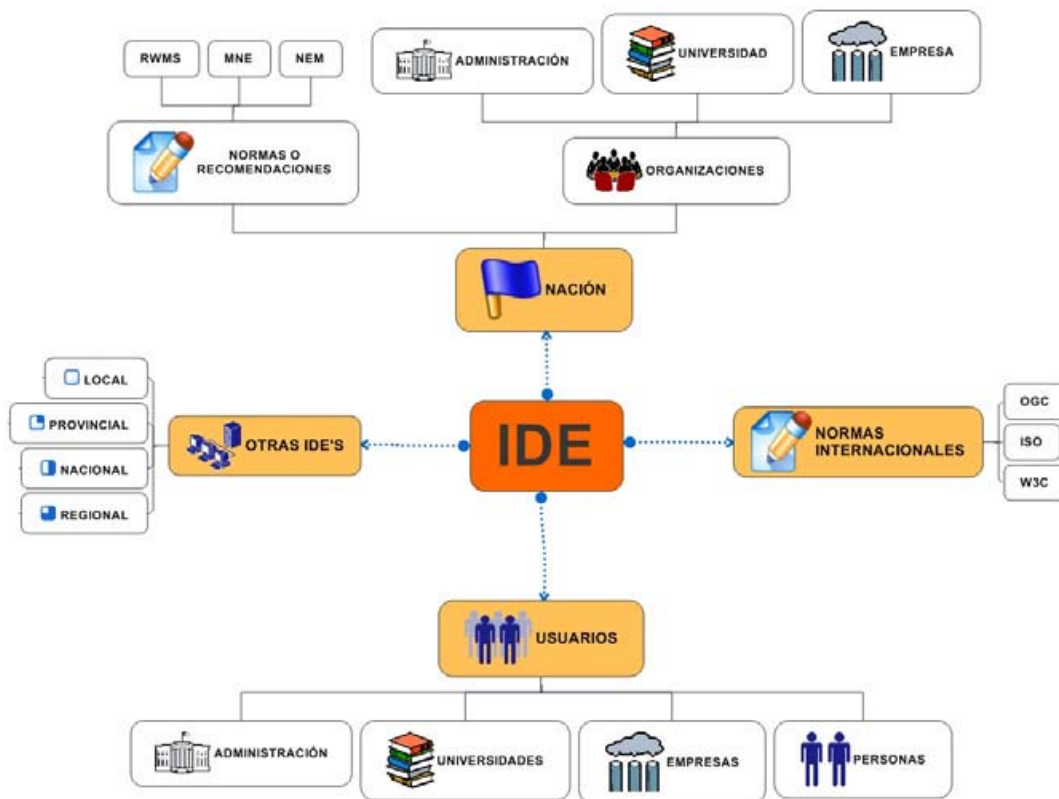 RWMS
MNE
NEM
ADMINISTRACIÓN
UNIVERSIDAD
EMPRESA
NORMAS O
RECOMENDACIONES
ORGANIZACIONES
NACIÓN
LOCAL
PROVINCIAL
NACIONAL
REGIONAL
OTRAS IDE'S
IDE
NORMAS
INTERNACIONALES
OGC
ISO
W3C
USUARIOS
ADMINISTRACIÓN
UNIVERSIDADES
EMPRESAS
PERSONAS